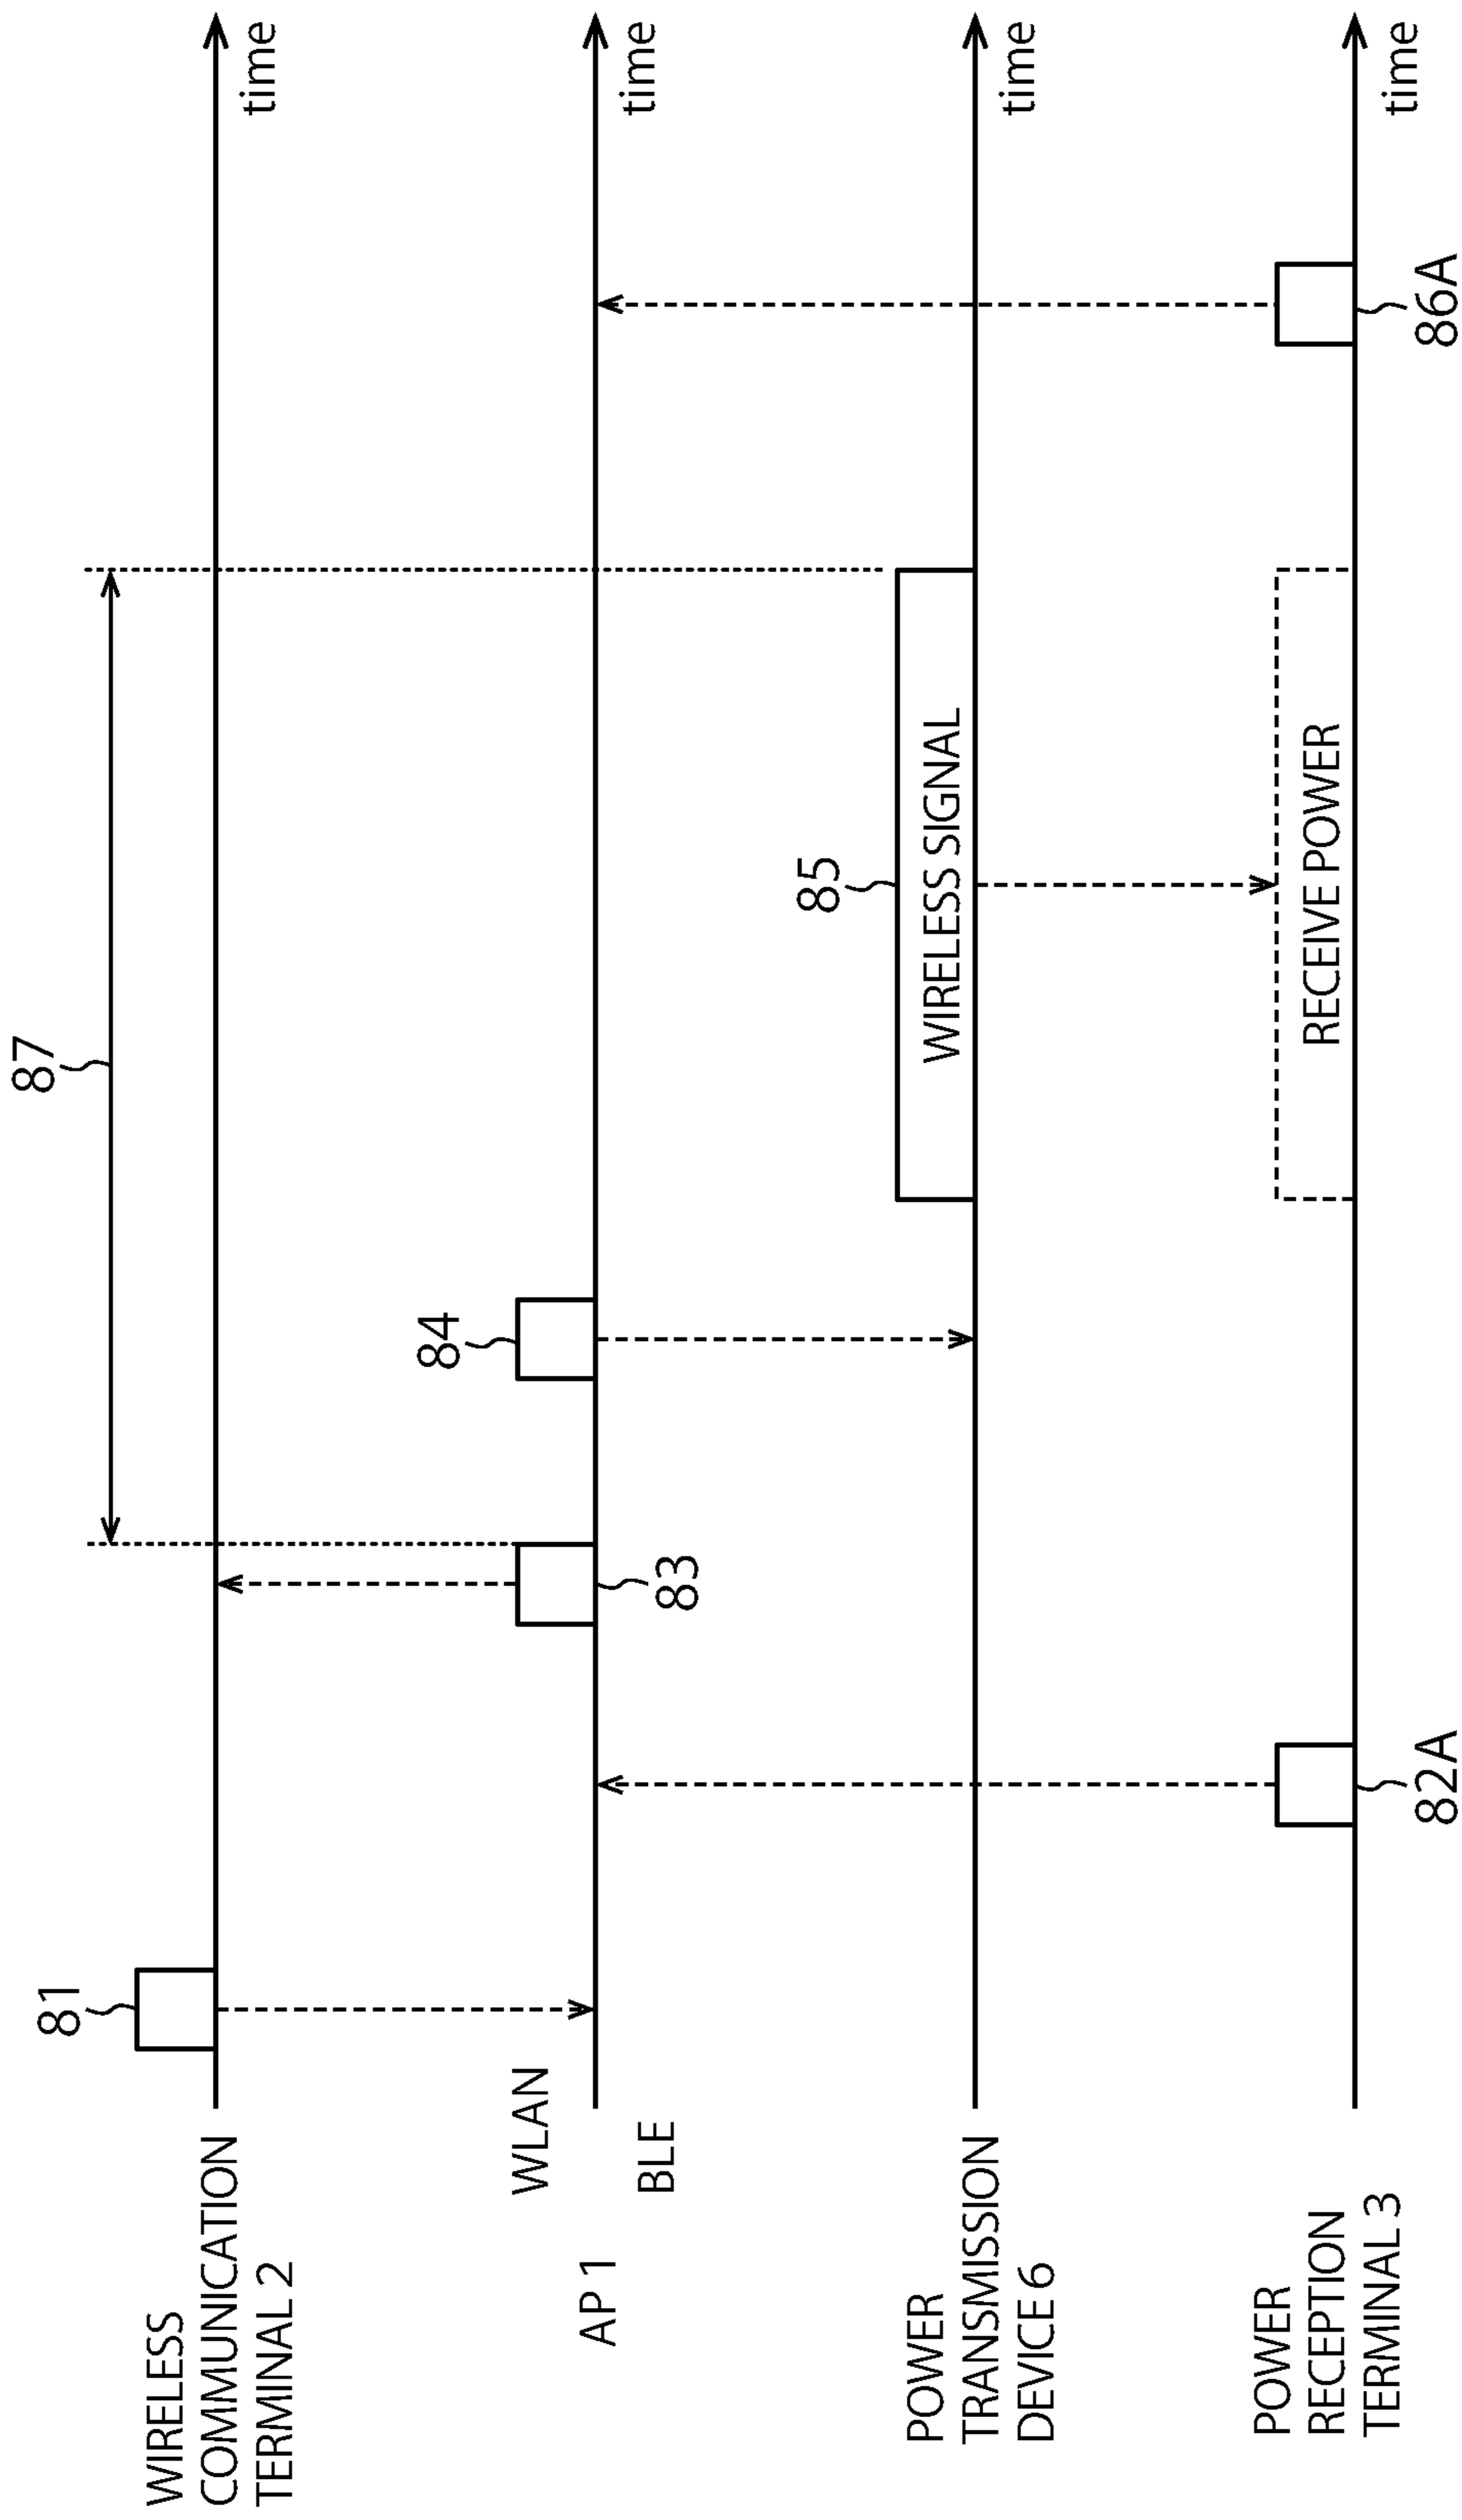 87
81
WIRELESS
COMMUNICATION
TERMINAL 2
time
84
WLAN
AP 1
BLE
83
time
85
WIRELESS SIGNAL
POWER
TRANSMISSION
DEVICE 6
time
RECEIVE POWER
POWER
RECEPTION
TERMINAL 3
82A
86A
time